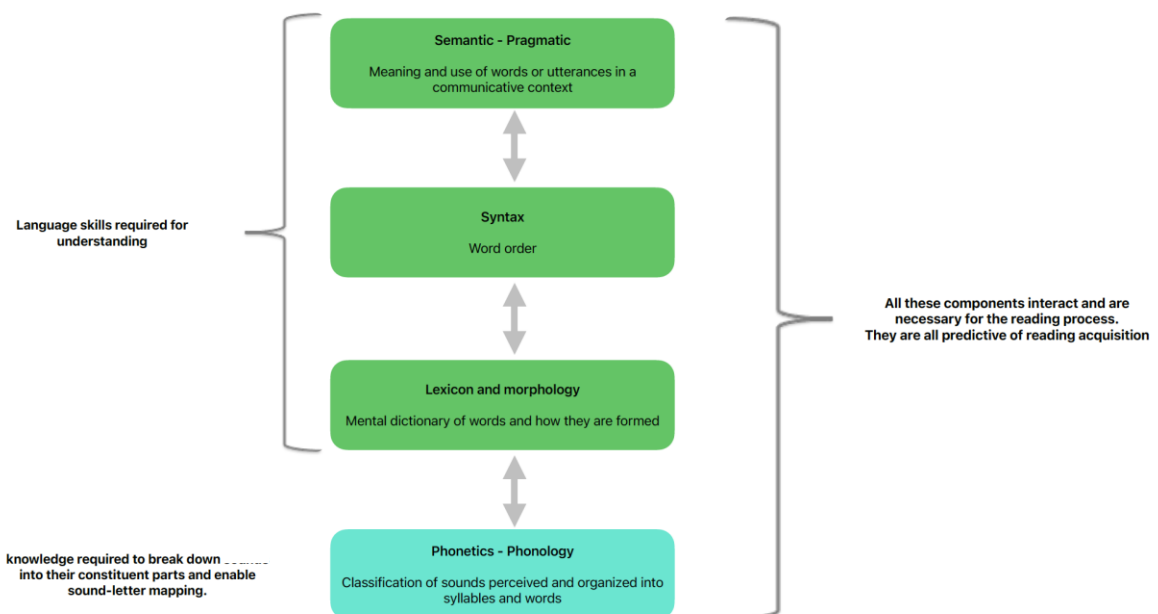 Semantic - Pragmatic
Meaning and use of words or utterances in a
communicative context
Language skills required for
understanding
Syntax
Word order
All these components interact and are
necessary for the reading process.
They are all predictive of reading acquisition
Lexicon and morphology
Mental dictionary of words and how they are formed
knowledge required to break down
into their constituent parts and enable
sound-letter mapping.
Phonetics - Phonology
Classification of sounds perceived and organized into
syllables and words